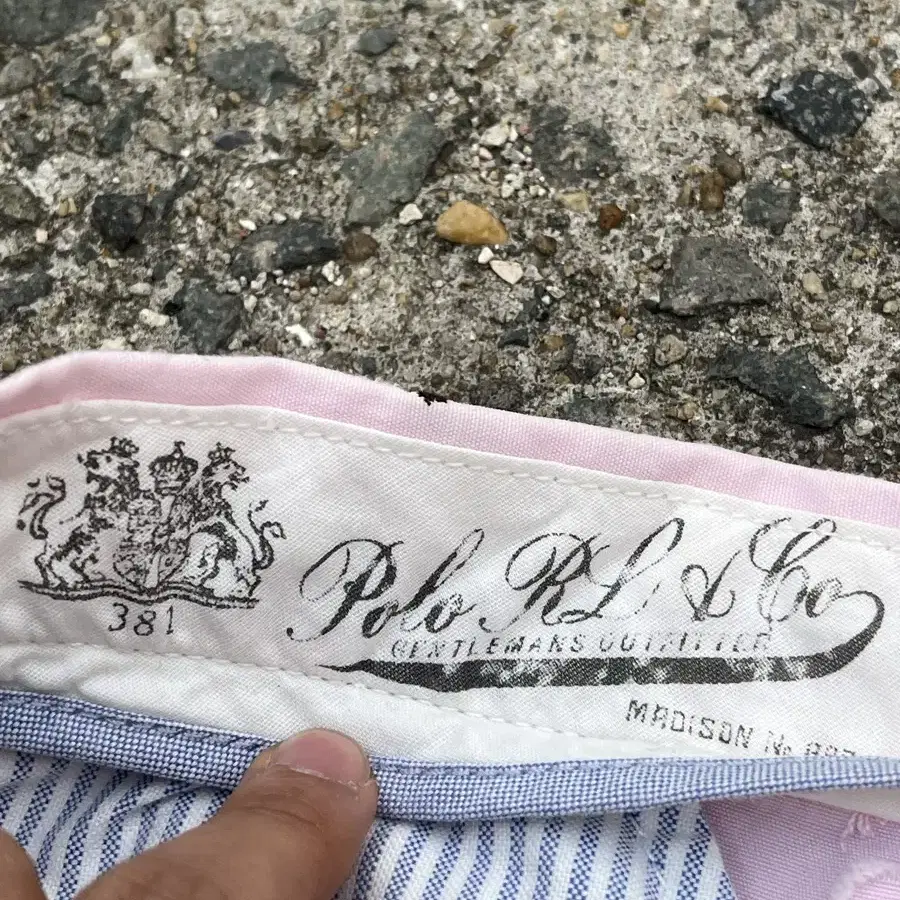 381
Polo RL & Co
GENTLEMANS OUTFITTER
MADISON No